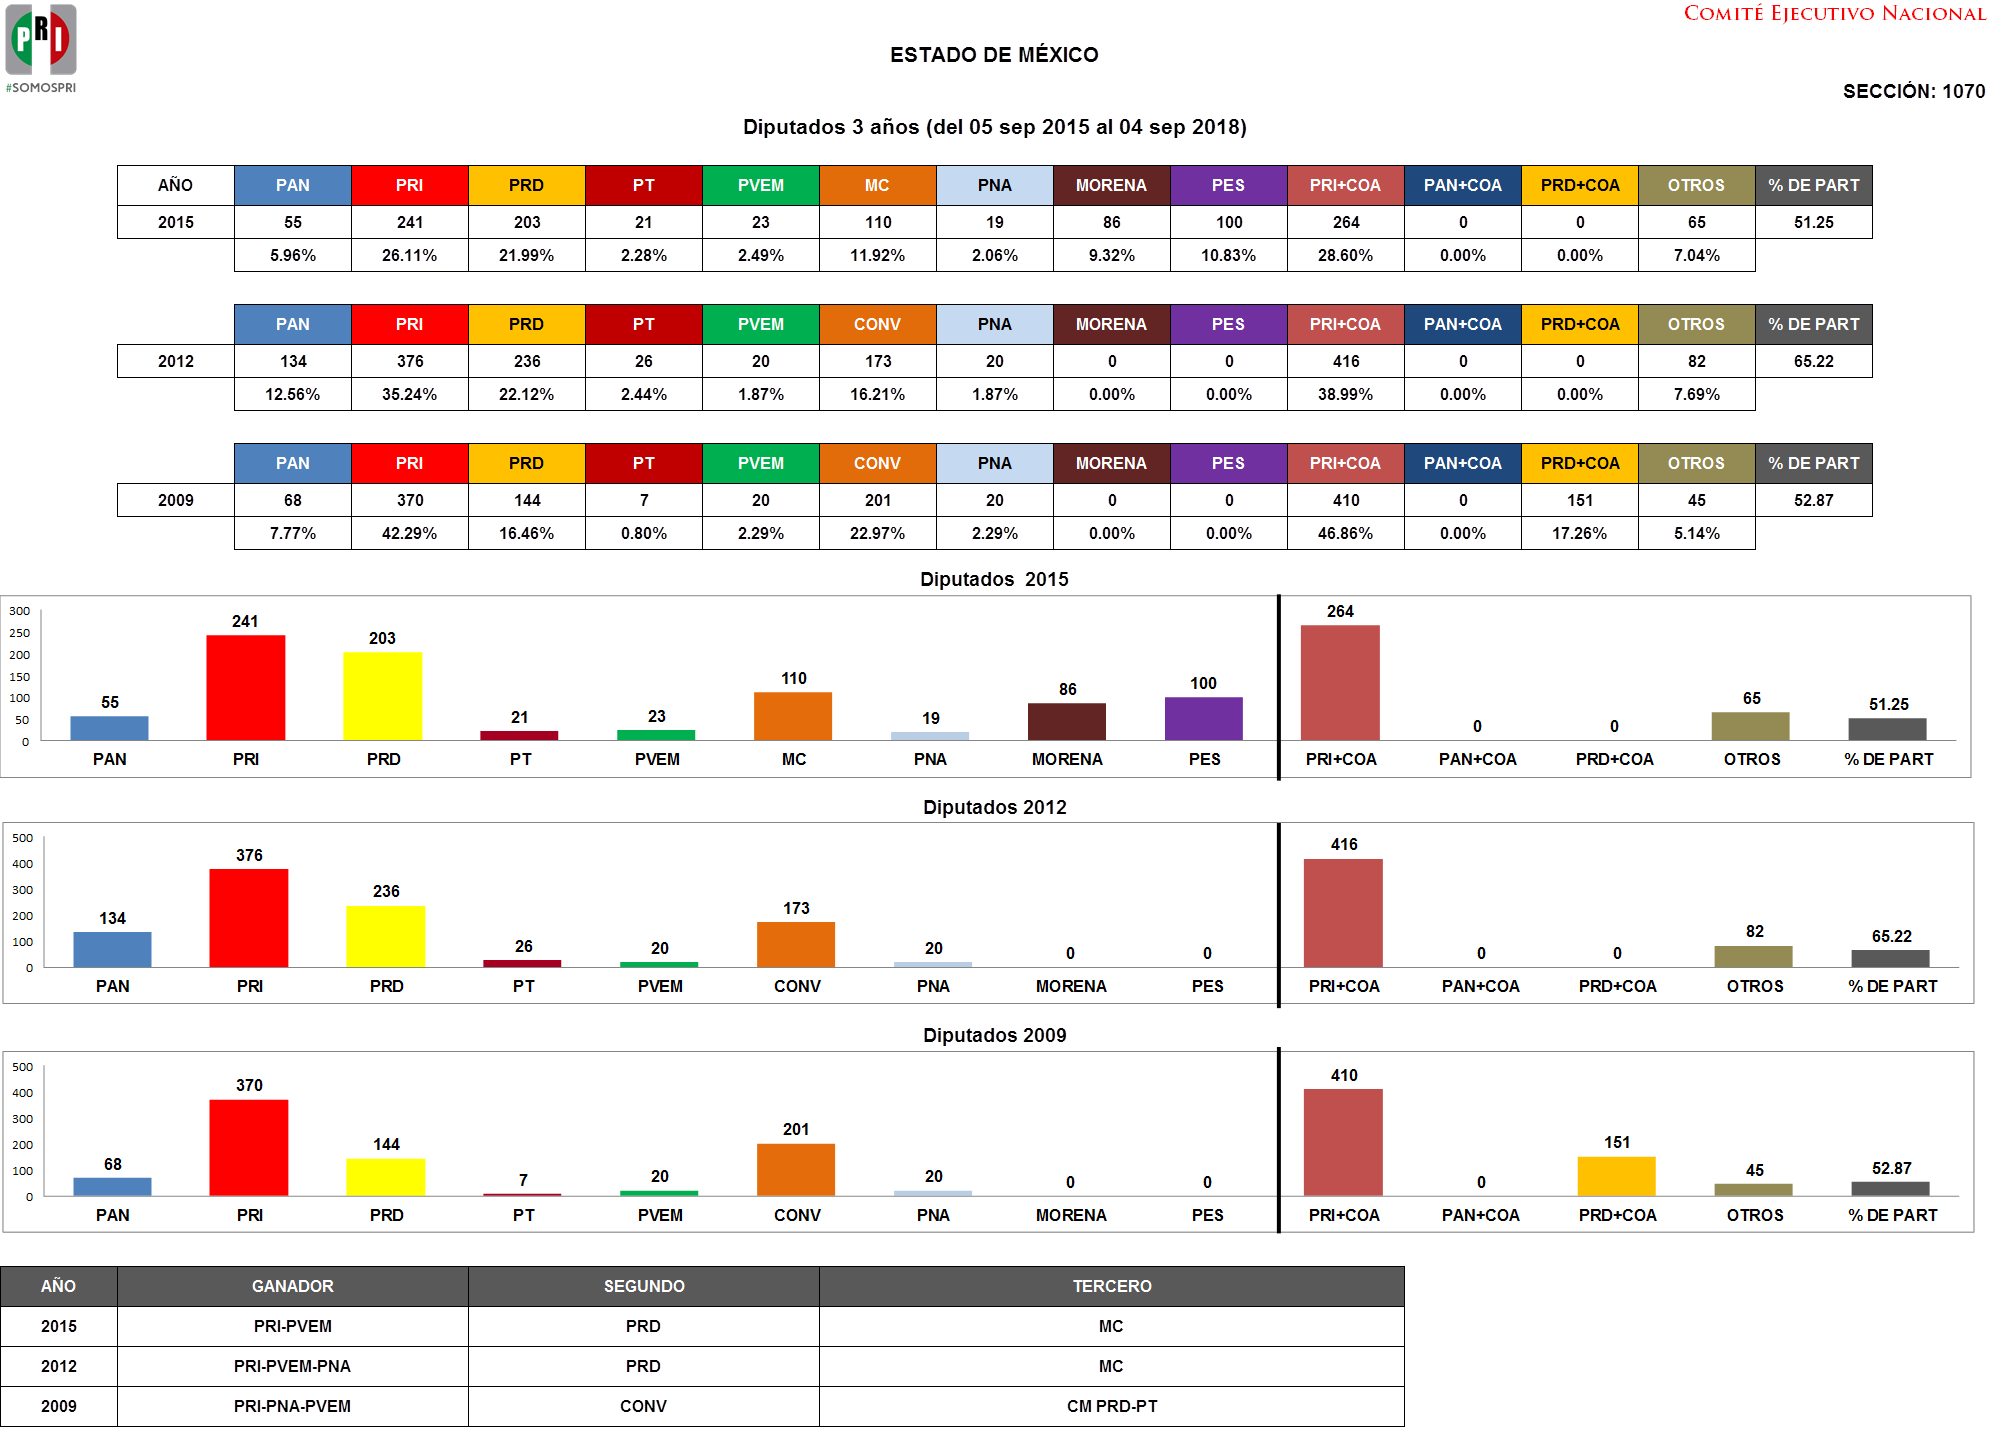 PRI
#SOMOSPRI
COMITÉ EJECUTIVO NACIONAL
ESTADO DE MÉXICO
SECCIÓN: 1070
Diputados 3 años (del 05 sep 2015 al 04 sep 2018)
AÑO PAN PRI PRD PT PVEM MC PNA MORENA PES PRI+COA PAN+COA PRD+COA OTROS % DE PART
2015 55 241 203 21 23 110 19 86 100 264 0 0 65 51.25
5.96% 26.11% 21.99% 2.28% 2.49% 11.92% 2.06% 9.32% 10.83% 28.60% 0.00% 0.00% 7.04%
PAN PRI PRD PT PVEM CONV PNA MORENA PES PRI+COA PAN+COA PRD+COA OTROS % DE PART
2012 134 376 236 26 20 173 20 0 0 416 0 0 82 65.22
12.56% 35.24% 22.12% 2.44% 1.87% 16.21% 1.87% 0.00% 0.00% 38.99% 0.00% 0.00% 7.69%
PAN PRI PRD PT PVEM CONV PNA MORENA PES PRI+COA PAN+COA PRD+COA OTROS % DE PART
2009 68 370 144 7 20 201 20 0 0 410 0 151 45 52.87
7.77% 42.29% 16.46% 0.80% 2.29% 22.97% 2.29% 0.00% 0.00% 46.86% 0.00% 17.26% 5.14%
Diputados 2015
300
250
200
150
100
50
0
55 241 203 21 23 110 19 86 100 264 0 0 65 51.25
PAN PRI PRD PT PVEM MC PNA MORENA PES PRI+COA PAN+COA PRD+COA OTROS % DE PART
Diputados 2012
500
400
300
200
100
0
134 376 236 26 20 173 20 0 0 416 0 0 82 65.22
PAN PRI PRD PT PVEM CONV PNA MORENA PES PRI+COA PAN+COA PRD+COA OTROS % DE PART
Diputados 2009
500
400
300
200
100
0
68 370 144 7 20 201 20 0 0 410 0 151 45 52.87
PAN PRI PRD PT PVEM CONV PNA MORENA PES PRI+COA PAN+COA PRD+COA OTROS % DE PART
AÑO GANADOR SEGUNDO TERCERO
2015 PRI-PVEM PRD MC
2012 PRI-PVEM-PNA PRD MC
2009 PRI-PNA-PVEM CONV CM PRD-PT